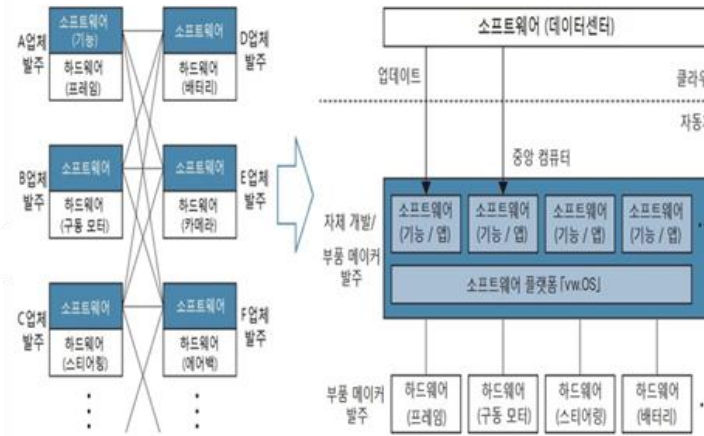 소프트웨어
(기능)
A업체
발주
하드웨어
(프레임)
소프트웨어
D업체
발주
하드웨어
(배터리)
소프트웨어
B업체
발주
하드웨어
(구동 모터)
소프트웨어
E업체
발주
하드웨어
(카메라)
소프트웨어
C업체
발주
하드웨어
(스티어링)
소프트웨어
F업체
발주
하드웨어
(에어백)
소프트웨어 (데이터센터)
업데이트
클라우
자동차
중앙 컴퓨터
자체 개발/
부품 메이커
발주
소프트웨어
(기능 / 앱)
소프트웨어
(기능 / 앱)
소프트웨어
(기능 / 앱)
소프트웨어
(기능 / 앱)
소프트웨어 플랫폼「vw.OS」
부품 메이커
발주
하드웨어
(프레임)
하드웨어
(구동 모터)
하드웨어
(스티어링)
하드웨어
(배터리)